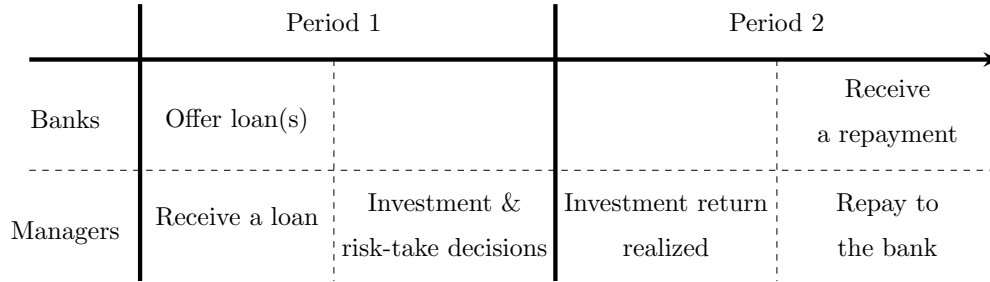 Period 1
Period 2
Banks
Offer loan(s)
Receive
a repayment
Managers
Receive a loan
Investment &
risk-take decisions
Investment return
realized
Repay to
the bank